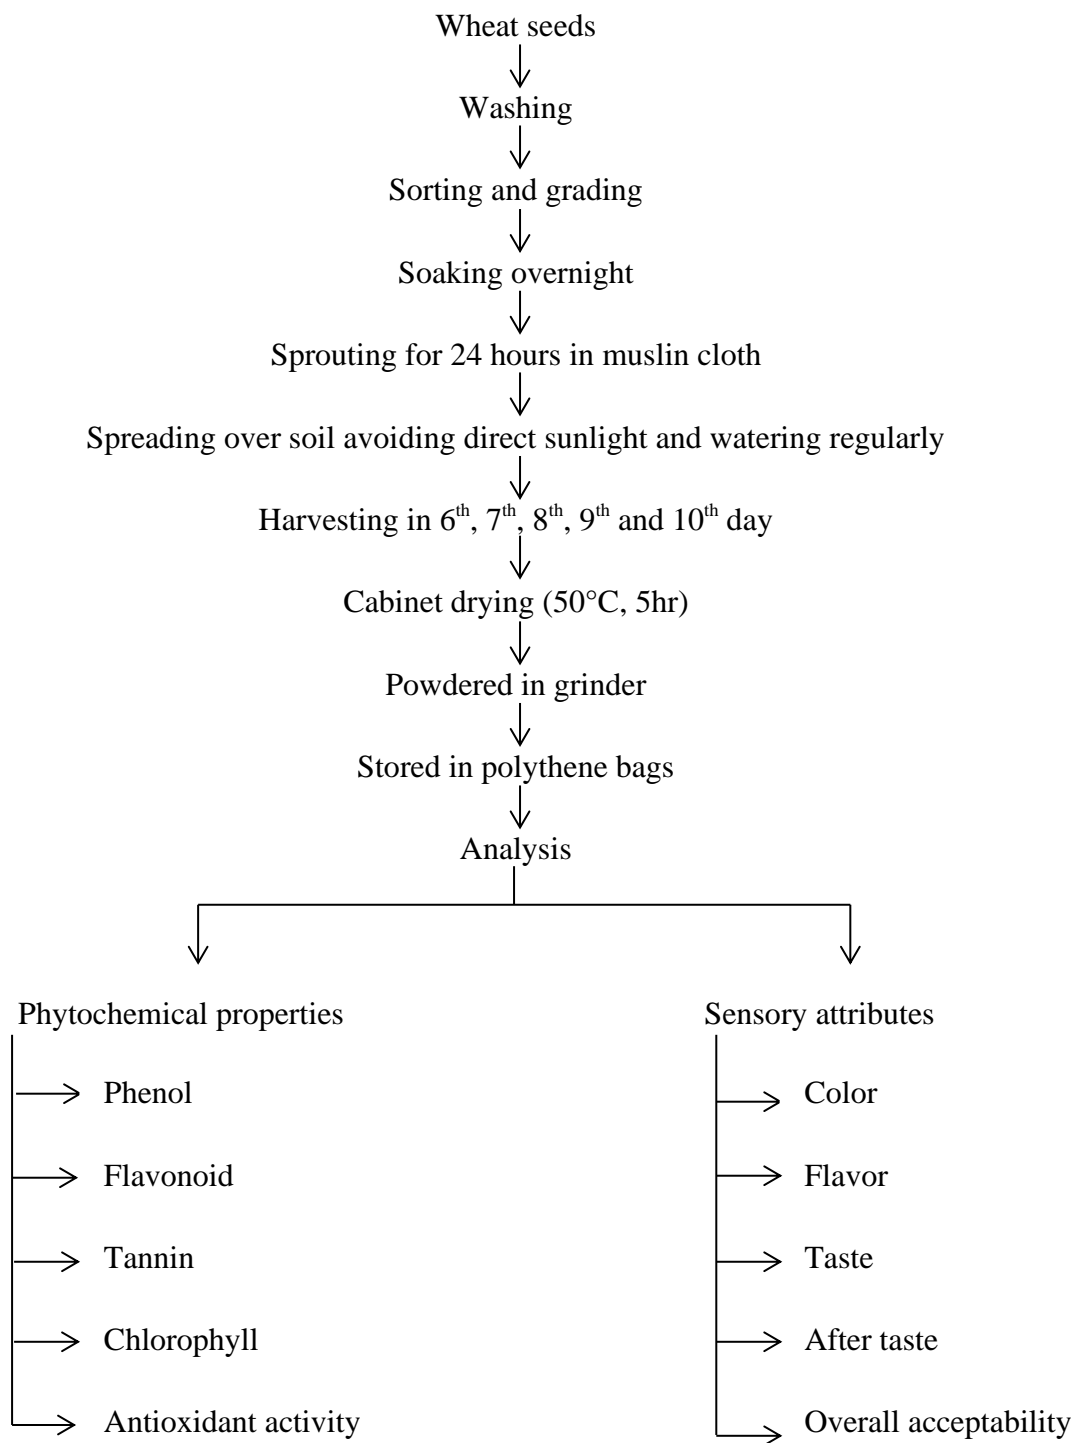 Wheat seeds
Washing
Sorting and grading
Soaking overnight
Sprouting for 24 hours in muslin cloth
Spreading over soil avoiding direct sunlight and watering regularly
Harvesting in 6th, 7th, 8th, 9th and 10th day
Cabinet drying (50°C, 5hr)
Powdered in grinder
Stored in polythene bags
Analysis
Phytochemical properties
Phenol
Flavonoid
Tannin
Chlorophyll
Antioxidant activity
Sensory attributes
Color
Flavor
Taste
After taste
Overall acceptability